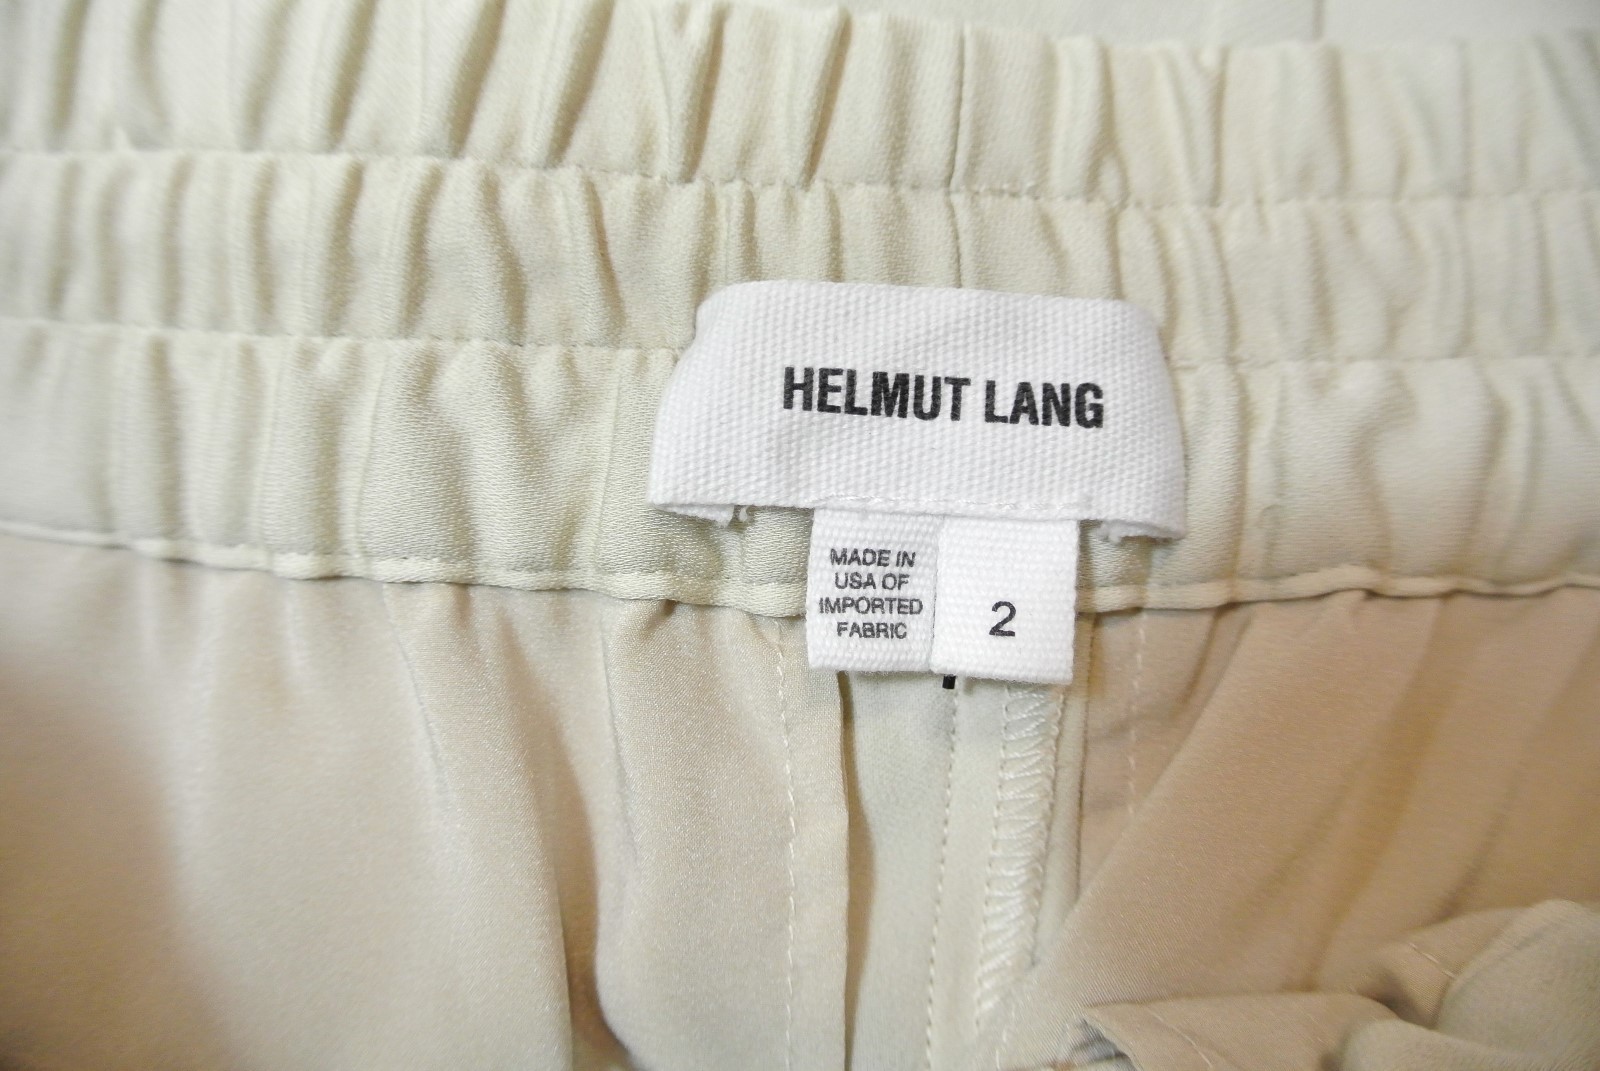 HELMUT LANG
MADE IN
USA OF
IMPORTED
FABRIC
2